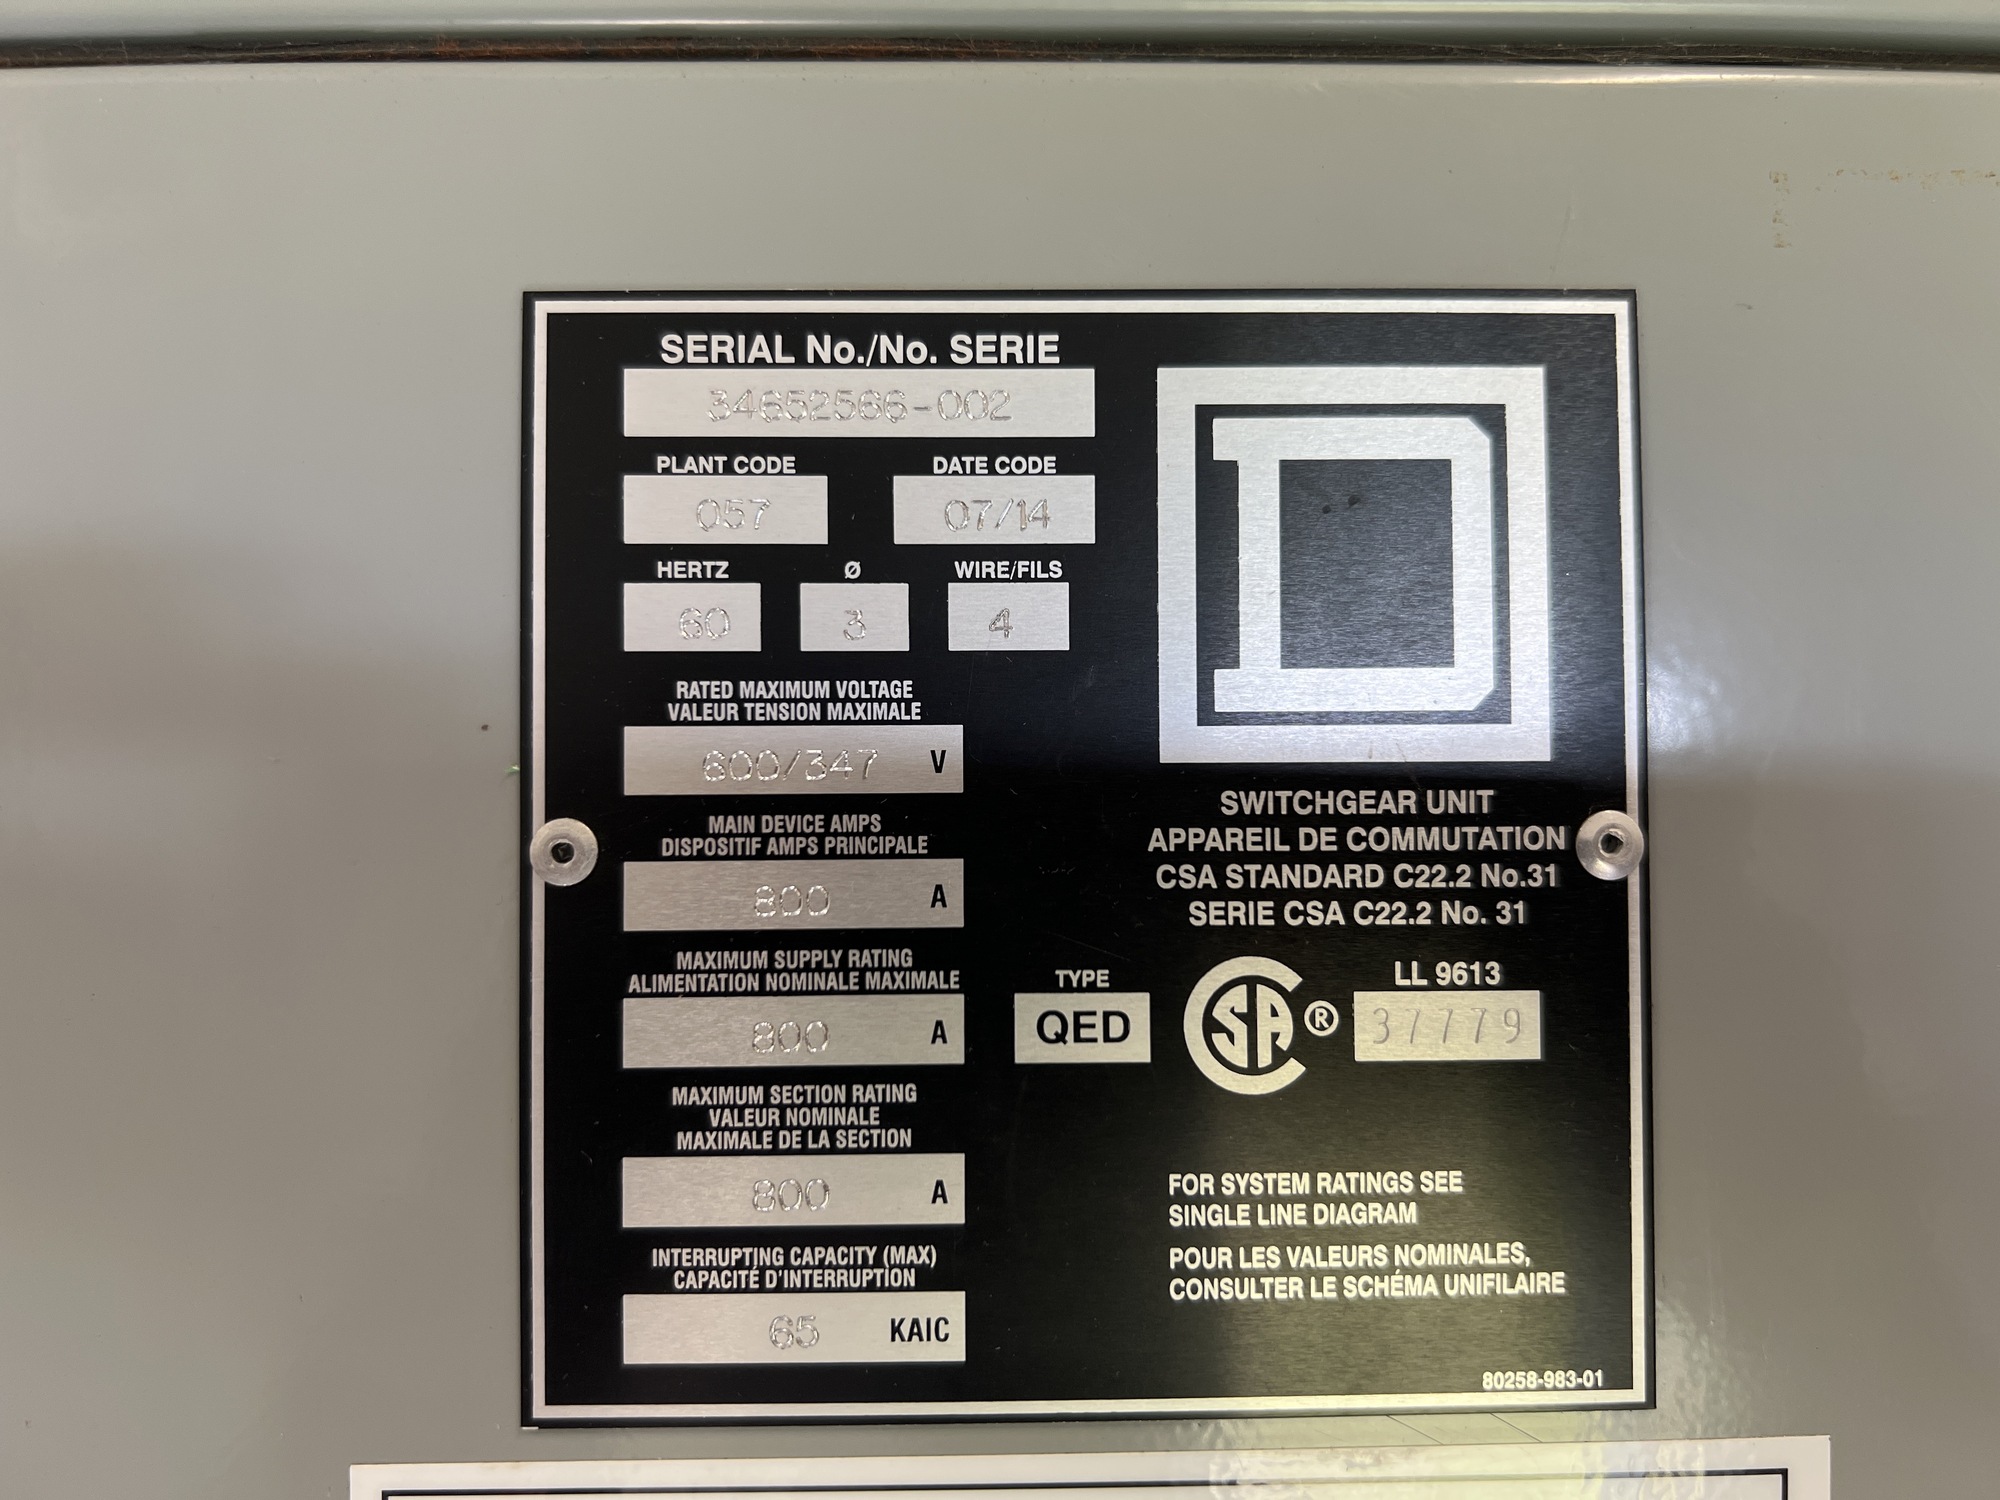 SERIAL No./No. SERIE
34652566-002
PLANT CODE DATE CODE
057 07/14
HERTZ Ø WIRE/FILS
60 3 4
RATED MAXIMUM VOLTAGE
VALEUR TENSION MAXIMALE
600/347 V
MAIN DEVICE AMPS
DISPOSITIF AMPS PRINCIPALE
800 A
MAXIMUM SUPPLY RATING
ALIMENTATION NOMINALE MAXIMALE
800 A
MAXIMUM SECTION RATING
VALEUR NOMINALE
MAXIMALE DE LA SECTION
800 A
INTERRUPTING CAPACITY (MAX)
CAPACITÉ D'INTERRUPTION
65 KAIC
D
SWITCHGEAR UNIT
APPAREIL DE COMMUTATION
CSA STANDARD C22.2 No.31
SERIE CSA C22.2 No. 31
TYPE
QED
CSA ®
LL 9613
37779
FOR SYSTEM RATINGS SEE
SINGLE LINE DIAGRAM
POUR LES VALEURS NOMINALES,
CONSULTER LE SCHÉMA UNIFILAIRE
80258-983-01